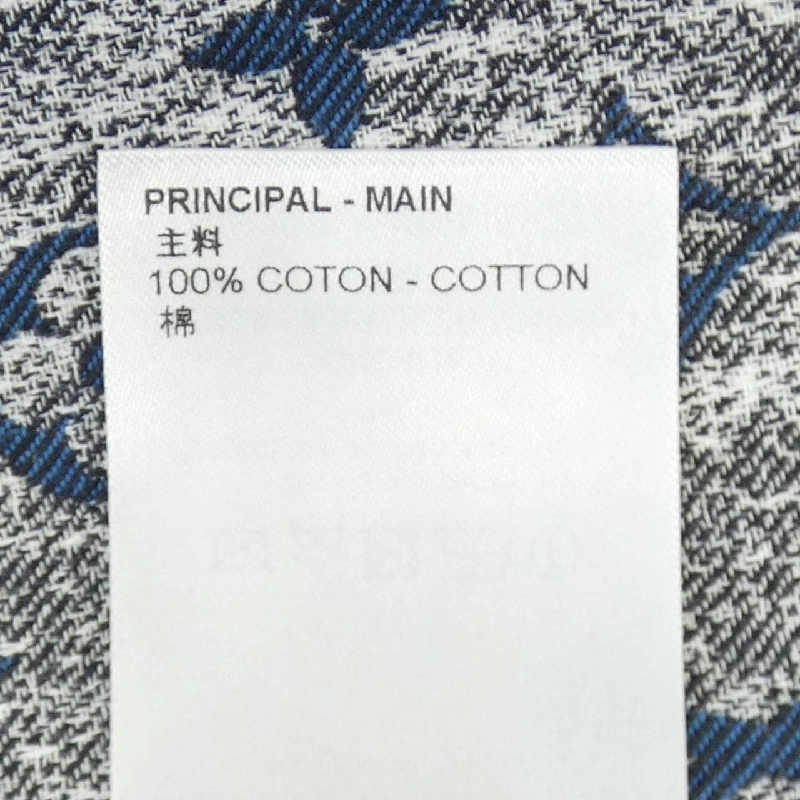 PRINCIPAL - MAIN
主料
100% COTON - COTTON
棉